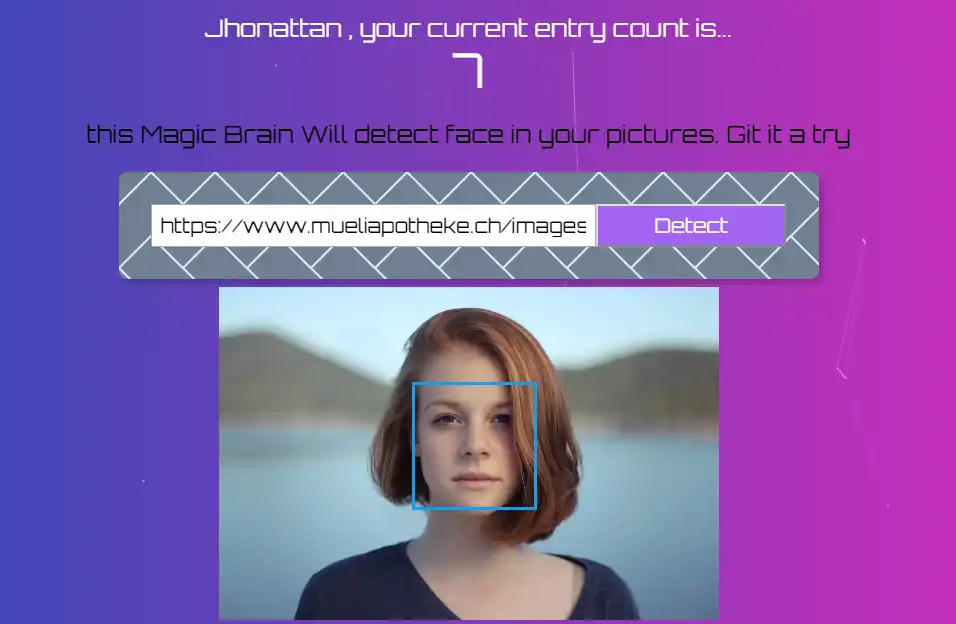 Jhonattan , your current entry count is...
7
this Magic Brain Will detect face in your pictures. Git it a try
https://www.mueliapotheke.ch/images
Detect